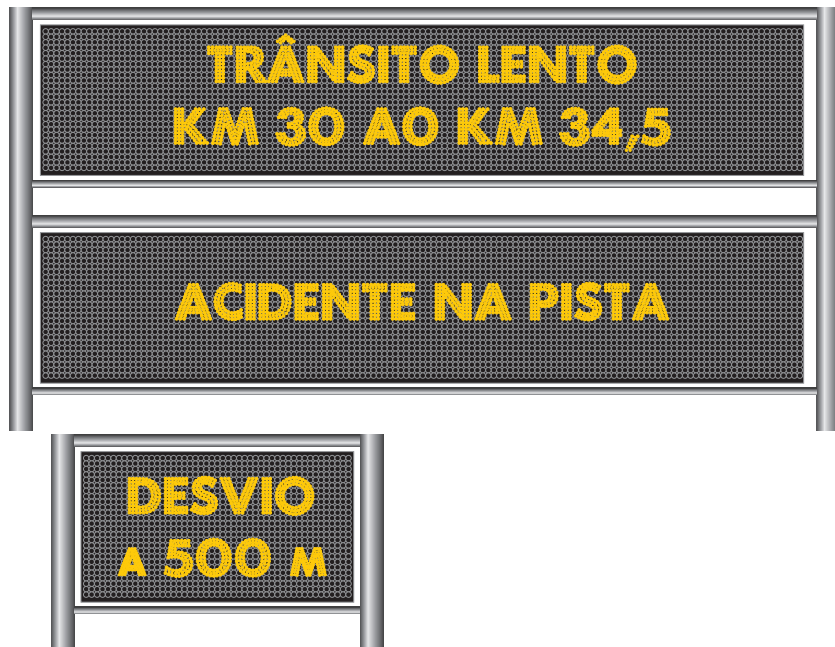 TRÂNSITO LENTO
KM 30 AO KM 34,5
ACIDENTE NA PISTA
DESVIO
A 500 M